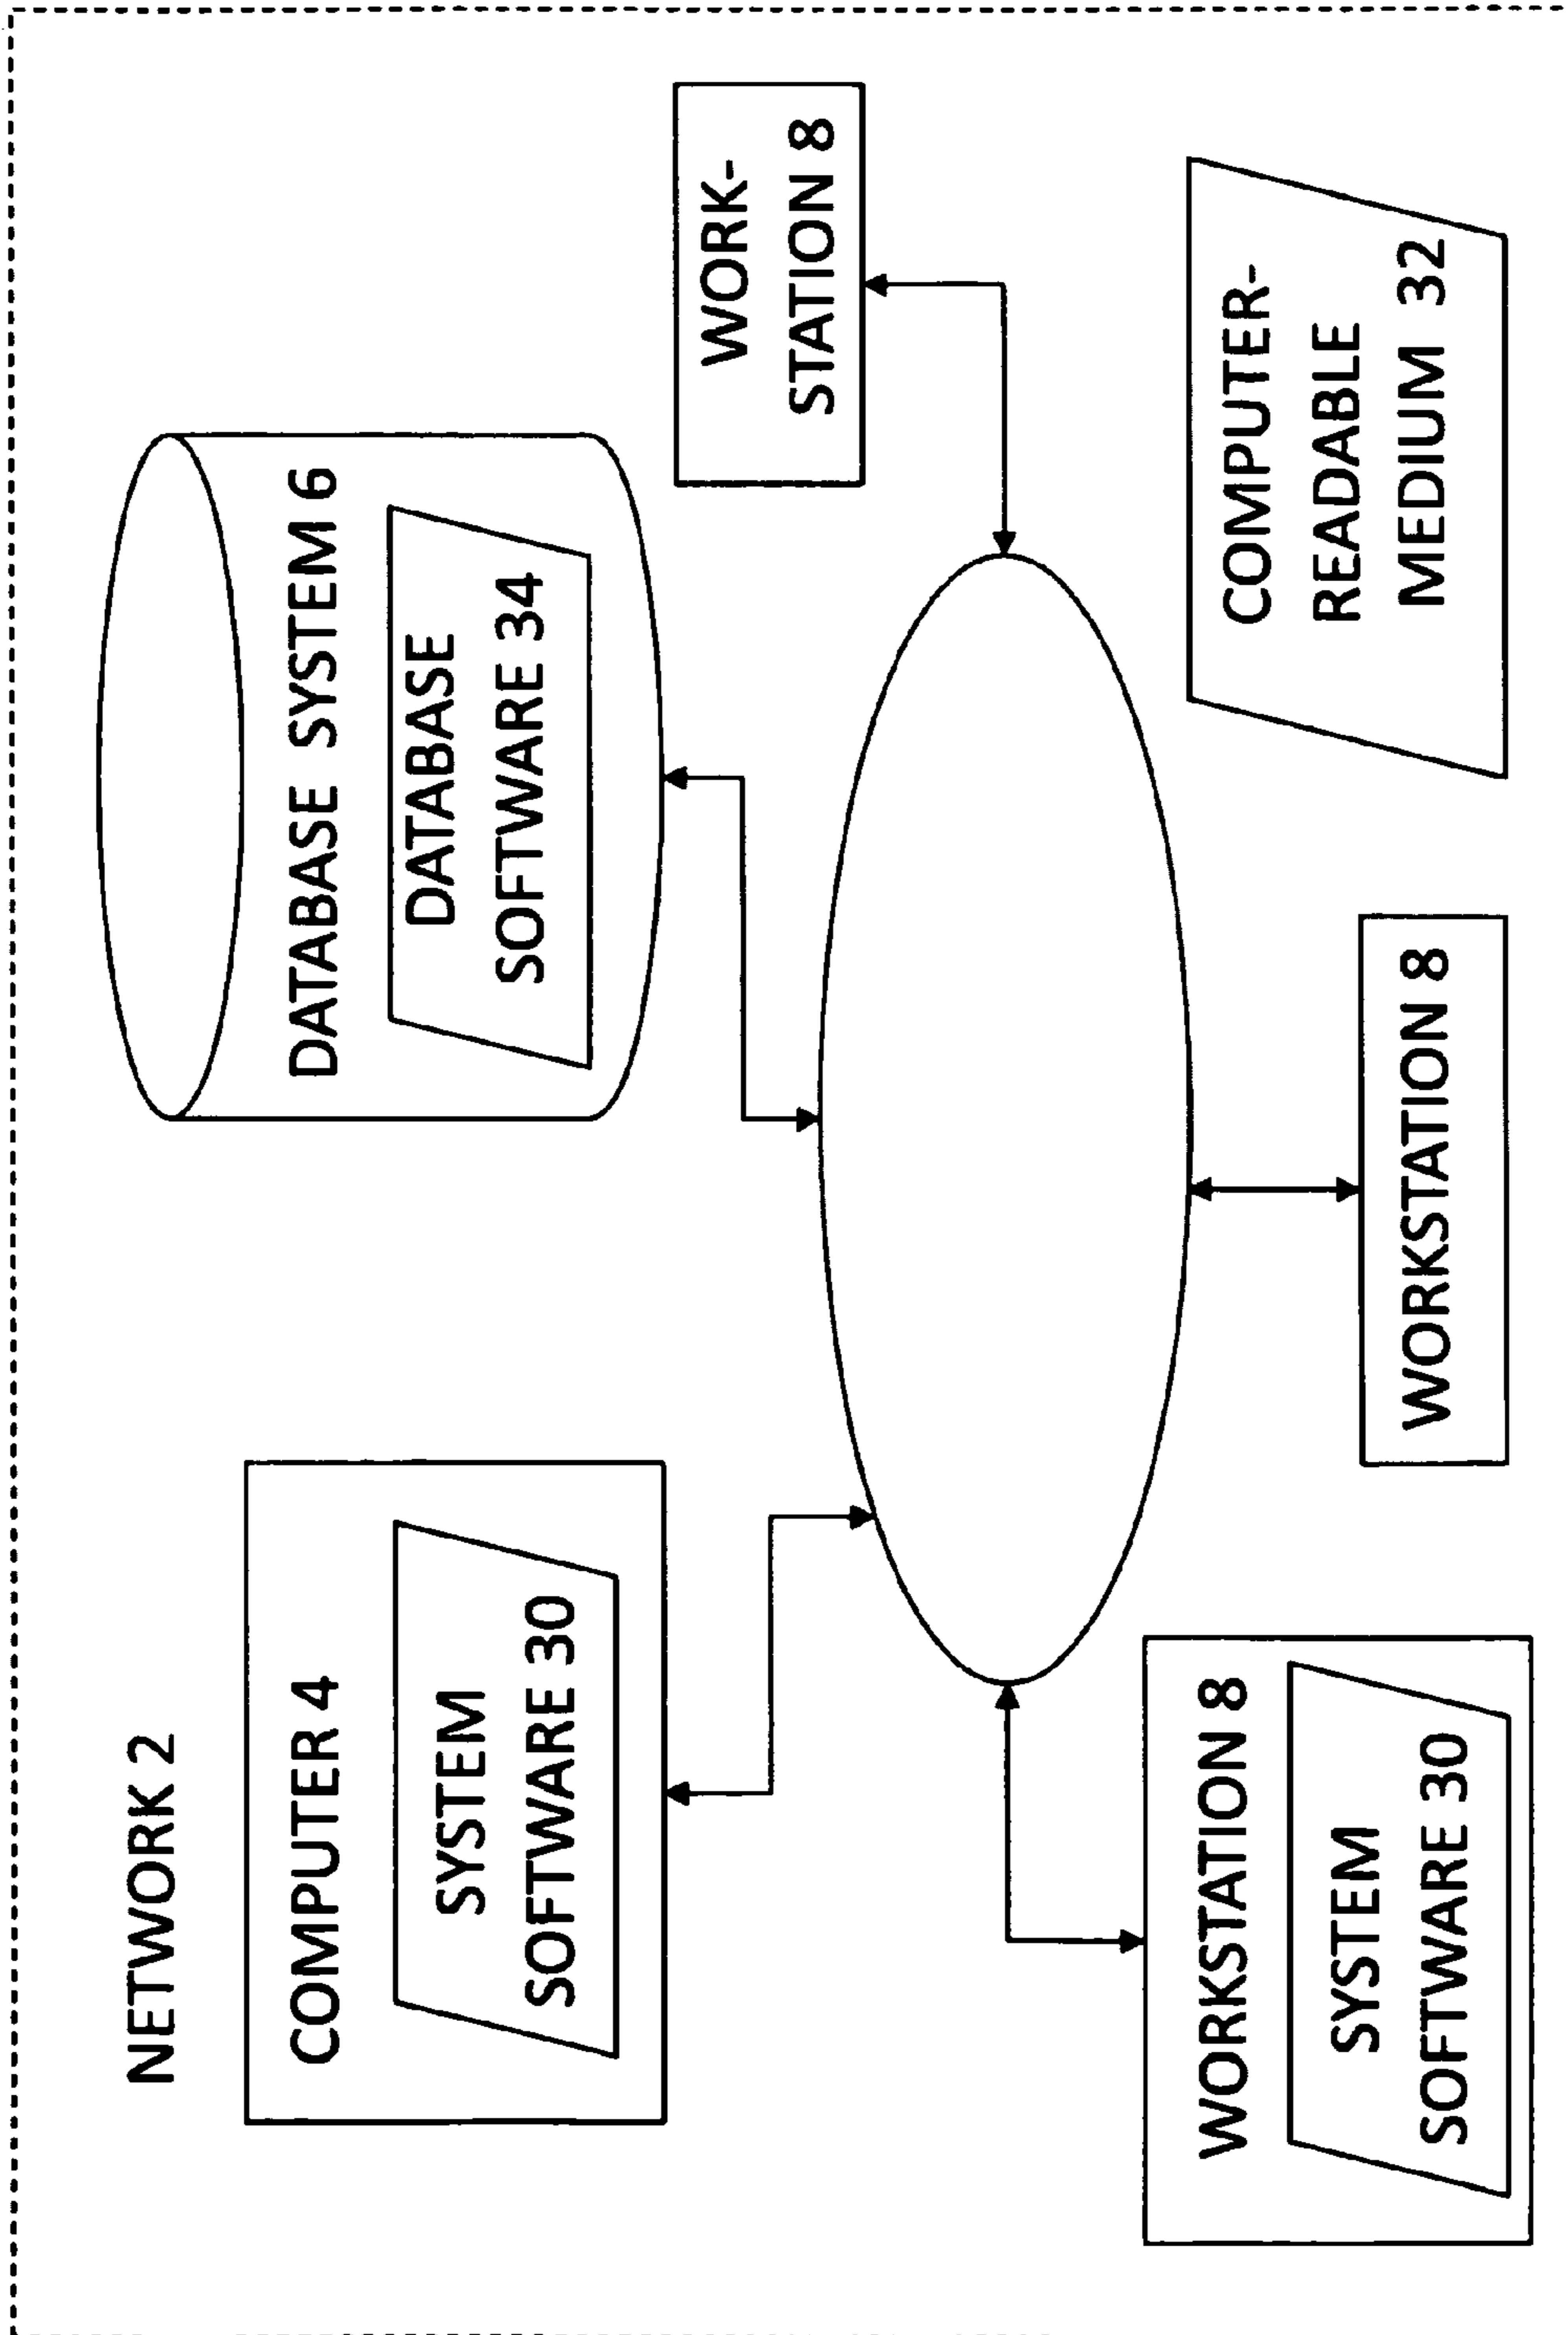 NETWORK 2
COMPUTER 4
SYSTEM
SOFTWARE 30
DATABASE SYSTEM 6
DATABASE
SOFTWARE 34
WORK-
STATION 8
WORKSTATION 8
SYSTEM
SOFTWARE 30
WORKSTATION 8
COMPUTER-
READABLE
MEDIUM 32